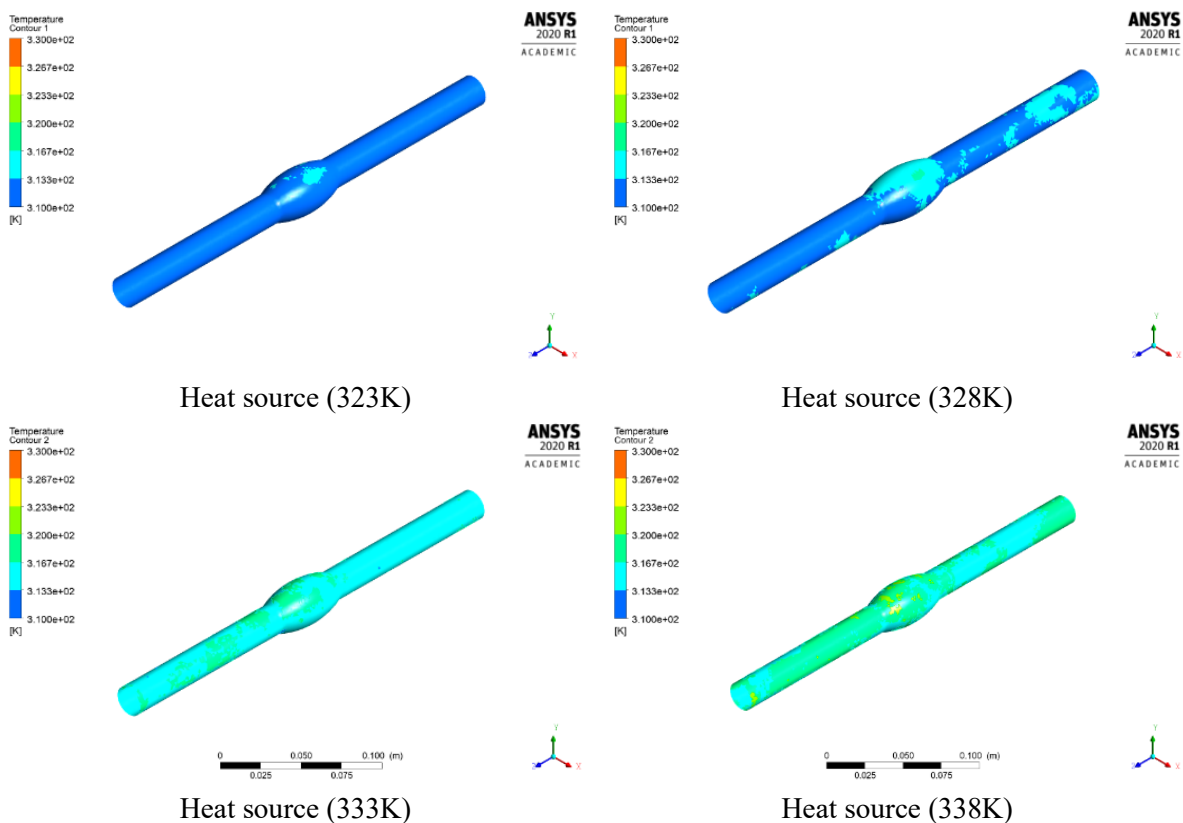 Temperature
Contour 1
3.300e+02
3.267e+02
3.233e+02
3.200e+02
3.167e+02
3.133e+02
3.100e+02
[K]
ANSYS
2020 R1
ACADEMIC
Y
Z
X
Heat source (323K)
Temperature
Contour 1
3.300e+02
3.267e+02
3.233e+02
3.200e+02
3.167e+02
3.133e+02
3.100e+02
[K]
ANSYS
2020 R1
ACADEMIC
Y
Z
X
Heat source (328K)
Temperature
Contour 2
3.300e+02
3.267e+02
3.233e+02
3.200e+02
3.167e+02
3.133e+02
3.100e+02
[K]
ANSYS
2020 R1
ACADEMIC
0 0.050 0.100 (m)
0.025 0.075
Y
Z
X
Heat source (333K)
Temperature
Contour 2
3.300e+02
3.267e+02
3.233e+02
3.200e+02
3.167e+02
3.133e+02
3.100e+02
[K]
ANSYS
2020 R1
ACADEMIC
0 0.050 0.100 (m)
0.025 0.075
Y
Z
X
Heat source (338K)